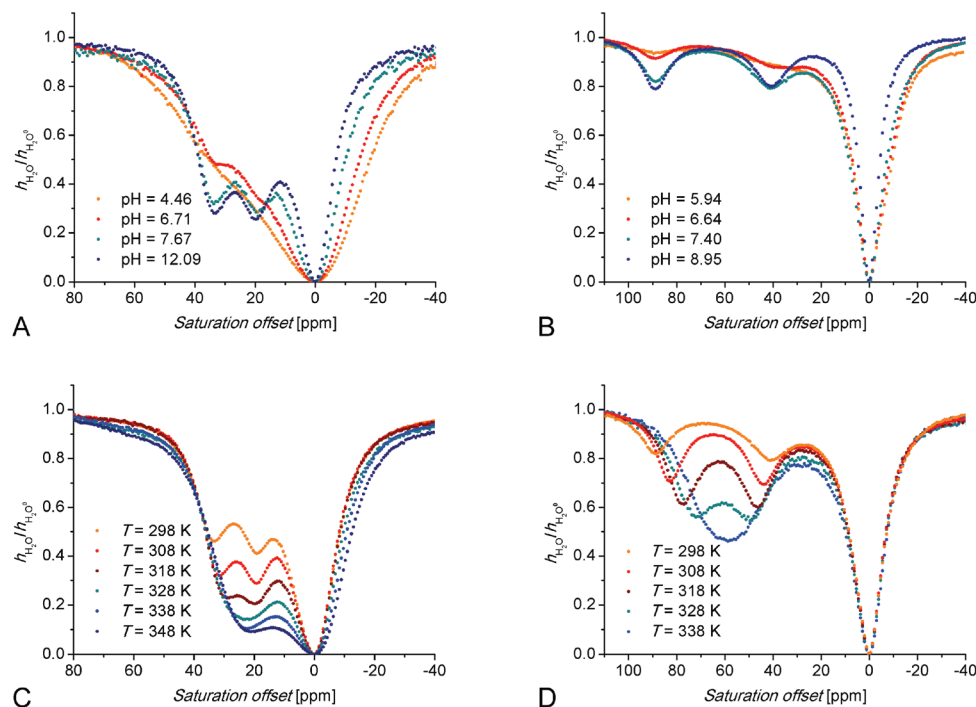 1.0
0.8
0.6
0.4
0.2
0.0
h_H₂O/h_H₂O⁰
pH = 4.46
pH = 6.71
pH = 7.67
pH = 12.09
80 60 40 20 0 -20 -40
Saturation offset [ppm]
A
1.0
0.8
0.6
0.4
0.2
0.0
h_H₂O/h_H₂O⁰
pH = 5.94
pH = 6.64
pH = 7.40
pH = 8.95
100 80 60 40 20 0 -20 -40
Saturation offset [ppm]
B
1.0
0.8
0.6
0.4
0.2
0.0
h_H₂O/h_H₂O⁰
T = 298 K
T = 308 K
T = 318 K
T = 328 K
T = 338 K
T = 348 K
80 60 40 20 0 -20 -40
Saturation offset [ppm]
C
1.0
0.8
0.6
0.4
0.2
0.0
h_H₂O/h_H₂O⁰
T = 298 K
T = 308 K
T = 318 K
T = 328 K
T = 338 K
100 80 60 40 20 0 -20 -40
Saturation offset [ppm]
D